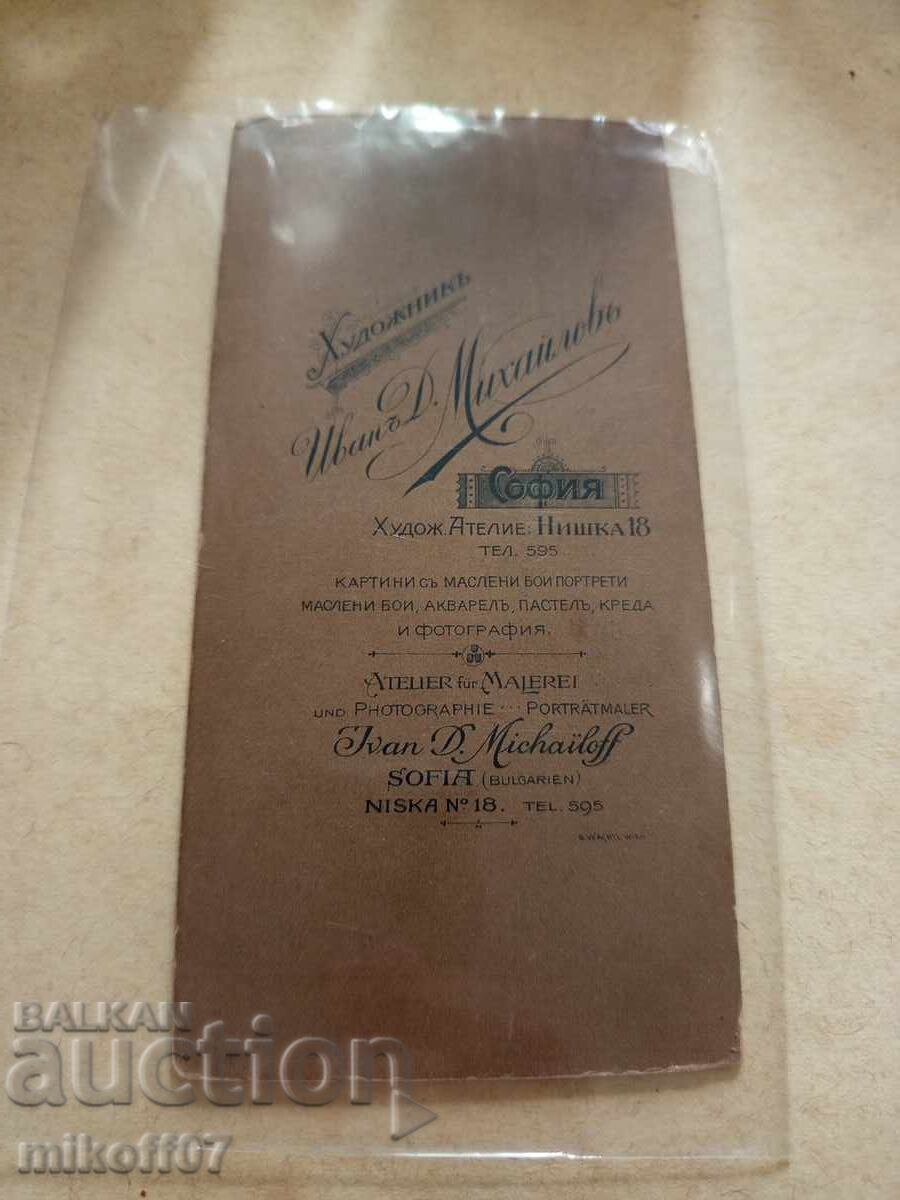 Художникъ
Иванъ Д. Михайловъ
София
Худож. Ателие: Нишка 18
Тел. 595
Картини съ маслени бои портрети
маслени бои, акварелъ, пастелъ, креда
и фотография.
Atelier für Malerei
und Photographie ··· Porträtmaler
Ivan D. Michaïloff
Sofia (Bulgarien)
Niska No 18. Tel. 595
Wien
BALKAN
auction
mikoff07